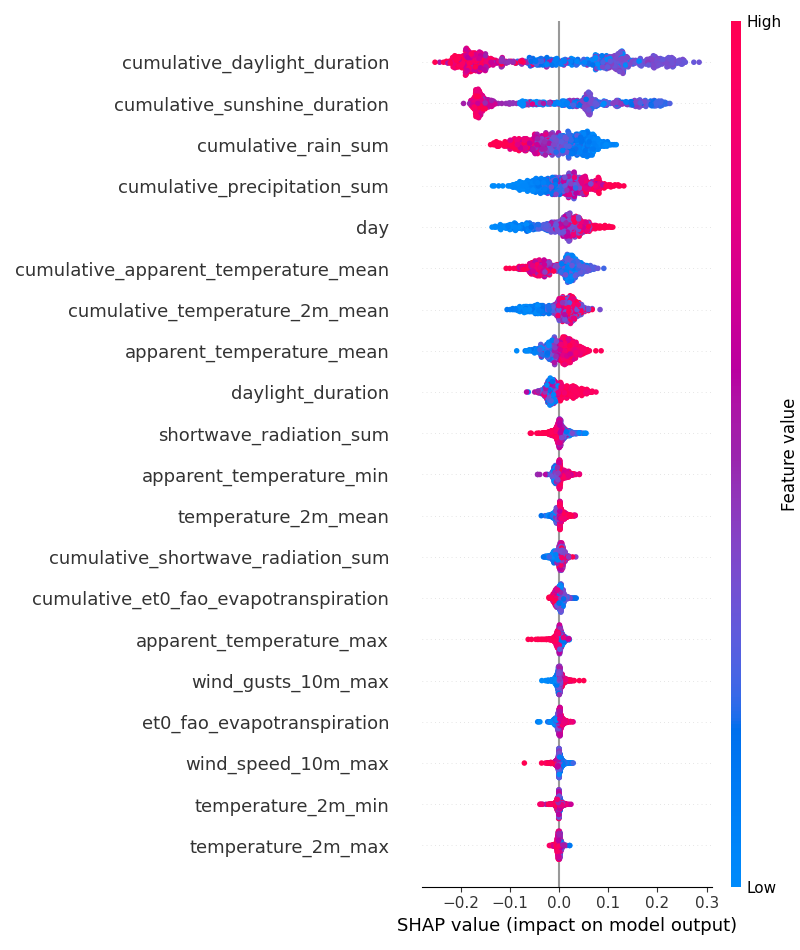 High
cumulative_daylight_duration
cumulative_sunshine_duration
cumulative_rain_sum
cumulative_precipitation_sum
day
cumulative_apparent_temperature_mean
cumulative_temperature_2m_mean
apparent_temperature_mean
daylight_duration
shortwave_radiation_sum
apparent_temperature_min
temperature_2m_mean
cumulative_shortwave_radiation_sum
cumulative_et0_fao_evapotranspiration
apparent_temperature_max
wind_gusts_10m_max
et0_fao_evapotranspiration
wind_speed_10m_max
temperature_2m_min
temperature_2m_max
Feature value
Low
−0.2 −0.1 0.0 0.1 0.2 0.3
SHAP value (impact on model output)